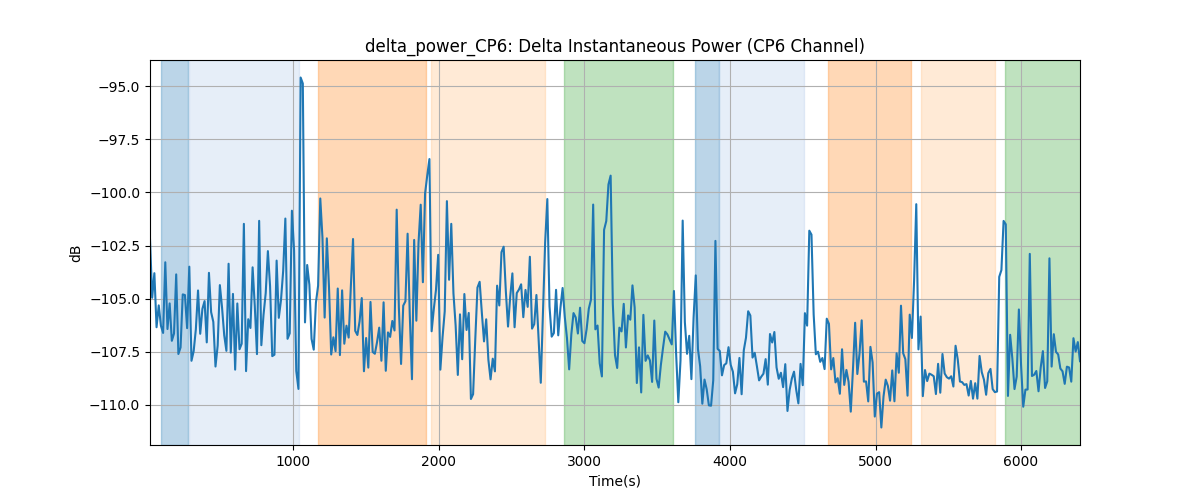 delta_power_CP6: Delta Instantaneous Power (CP6 Channel)
−95.0
−97.5
−100.0
−102.5
−105.0
−107.5
−110.0
dB
1000 2000 3000 4000 5000 6000
Time(s)